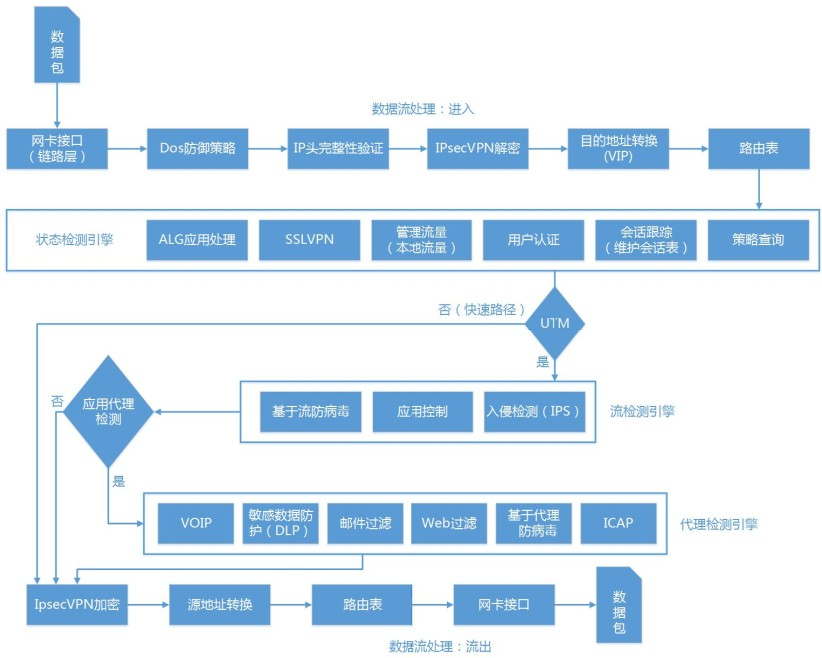 数
据
包
数据流处理：进入
网卡接口
（链路层）
Dos防御策略
IP头完整性验证
IPsecVPN解密
目的地址转换
(VIP)
路由表
状态检测引擎
ALG应用处理
SSLVPN
管理流量
（本地流量）
用户认证
会话跟踪
（维护会话表）
策略查询
否（快速路径）
UTM
是
否
应用代理
检测
基于流防病毒
应用控制
入侵检测（IPS）
流检测引擎
是
VOIP
敏感数据防
护（DLP）
邮件过滤
Web过滤
基于代理
防病毒
ICAP
代理检测引擎
IpsecVPN加密
源地址转换
路由表
网卡接口
数
据
包
数据流处理：流出